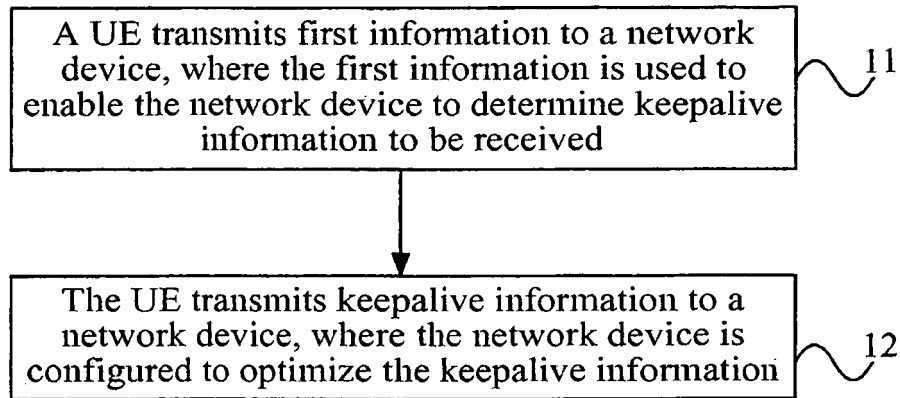 A UE transmits first information to a network
device, where the first information is used to
enable the network device to determine keepalive
information to be received
11
The UE transmits keepalive information to a
network device, where the network device is
configured to optimize the keepalive information
12